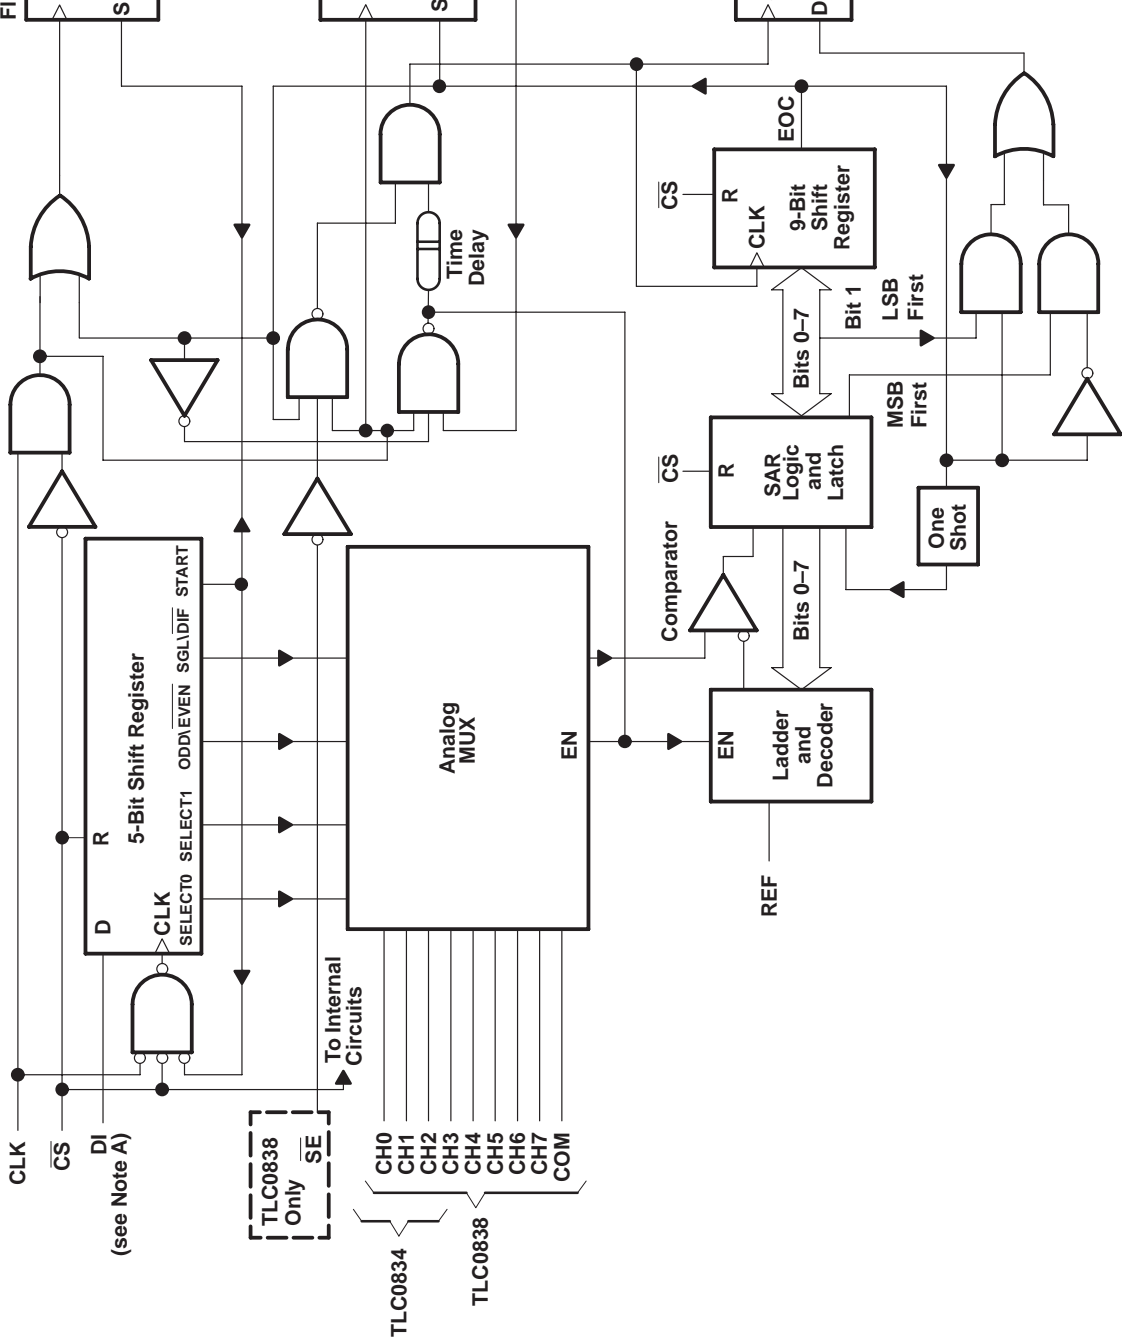 FI
S
S
D
CLK
CS
DI
(see Note A)
D
R
CLK
5-Bit Shift Register
SELECT0
SELECT1
ODD\EVEN
SGL\DIF
START
To Internal
Circuits
TLC0838
Only
SE
CH0
CH1
CH2
CH3
CH4
CH5
CH6
CH7
COM
TLC0834
TLC0838
Analog
MUX
EN
Time
Delay
Comparator
REF
EN
Ladder
and
Decoder
Bits 0–7
CS
R
SAR
Logic
and
Latch
Bits 0–7
Bit 1
MSB
First
LSB
First
One
Shot
CS
R
CLK
9-Bit
Shift
Register
EOC